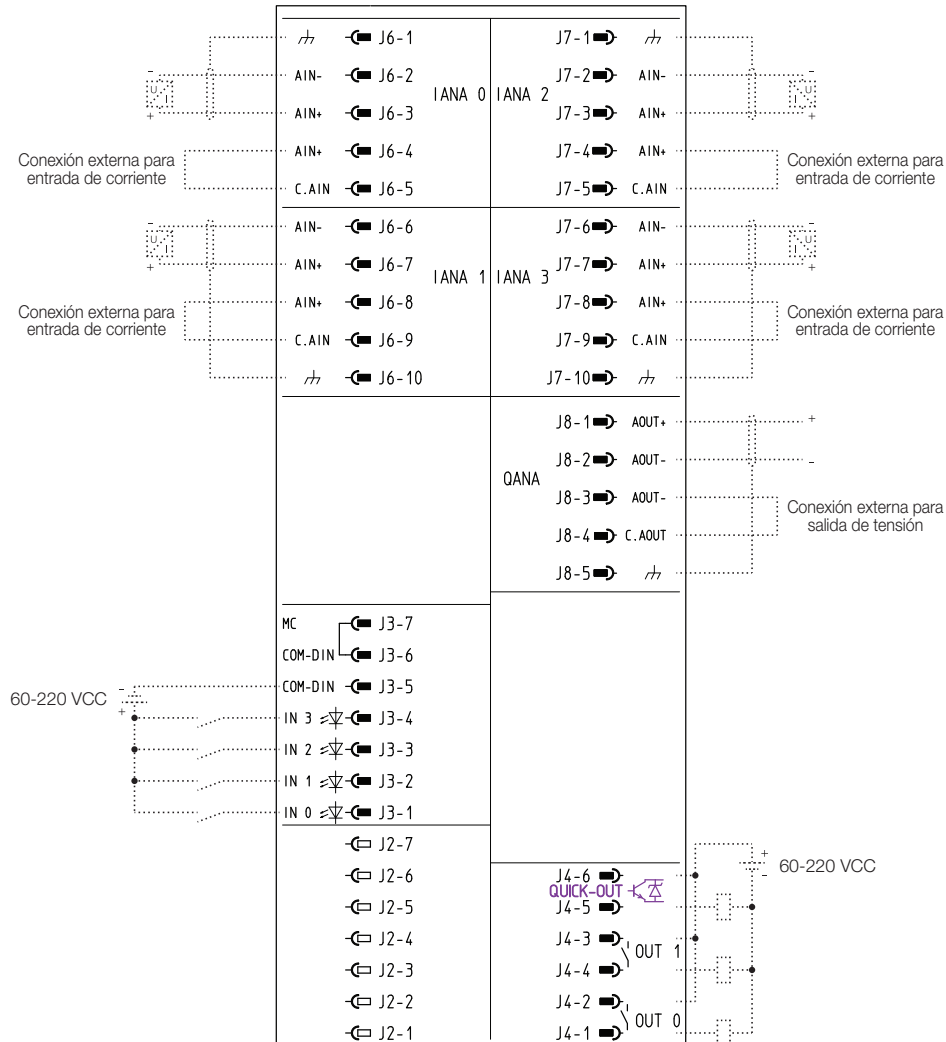 J6-1 J7-1
- AIN- J6-2 J7-2 AIN- -
U I IANA 0 IANA 2 U I
+ AIN+ J6-3 J7-3 AIN+ +
AIN+ J6-4 J7-4 AIN+
Conexión externa para
entrada de corriente
Conexión externa para
entrada de corriente
C.AIN J6-5 J7-5 C.AIN
- AIN- J6-6 J7-6 AIN- -
U I U I
+ AIN+ J6-7 J7-7 AIN+ +
IANA 1 IANA 3
AIN+ J6-8 J7-8 AIN+
Conexión externa para
entrada de corriente
Conexión externa para
entrada de corriente
C.AIN J6-9 J7-9 C.AIN
J6-10 J7-10
J8-1 AOUT+ +
J8-2 AOUT- -
QANA
J8-3 AOUT-
Conexión externa para
salida de tensión
J8-4 C.AOUT
J8-5
MC J3-7
COM-DIN J3-6
COM-DIN J3-5
60-220 VCC - +
IN 3 J3-4
IN 2 J3-3
IN 1 J3-2
IN 0 J3-1
J2-7
J2-6 J4-6
+ - 60-220 VCC
QUICK-OUT
J2-5 J4-5
J2-4 J4-3
OUT 1
J2-3 J4-4
J2-2 J4-2
OUT 0
J2-1 J4-1